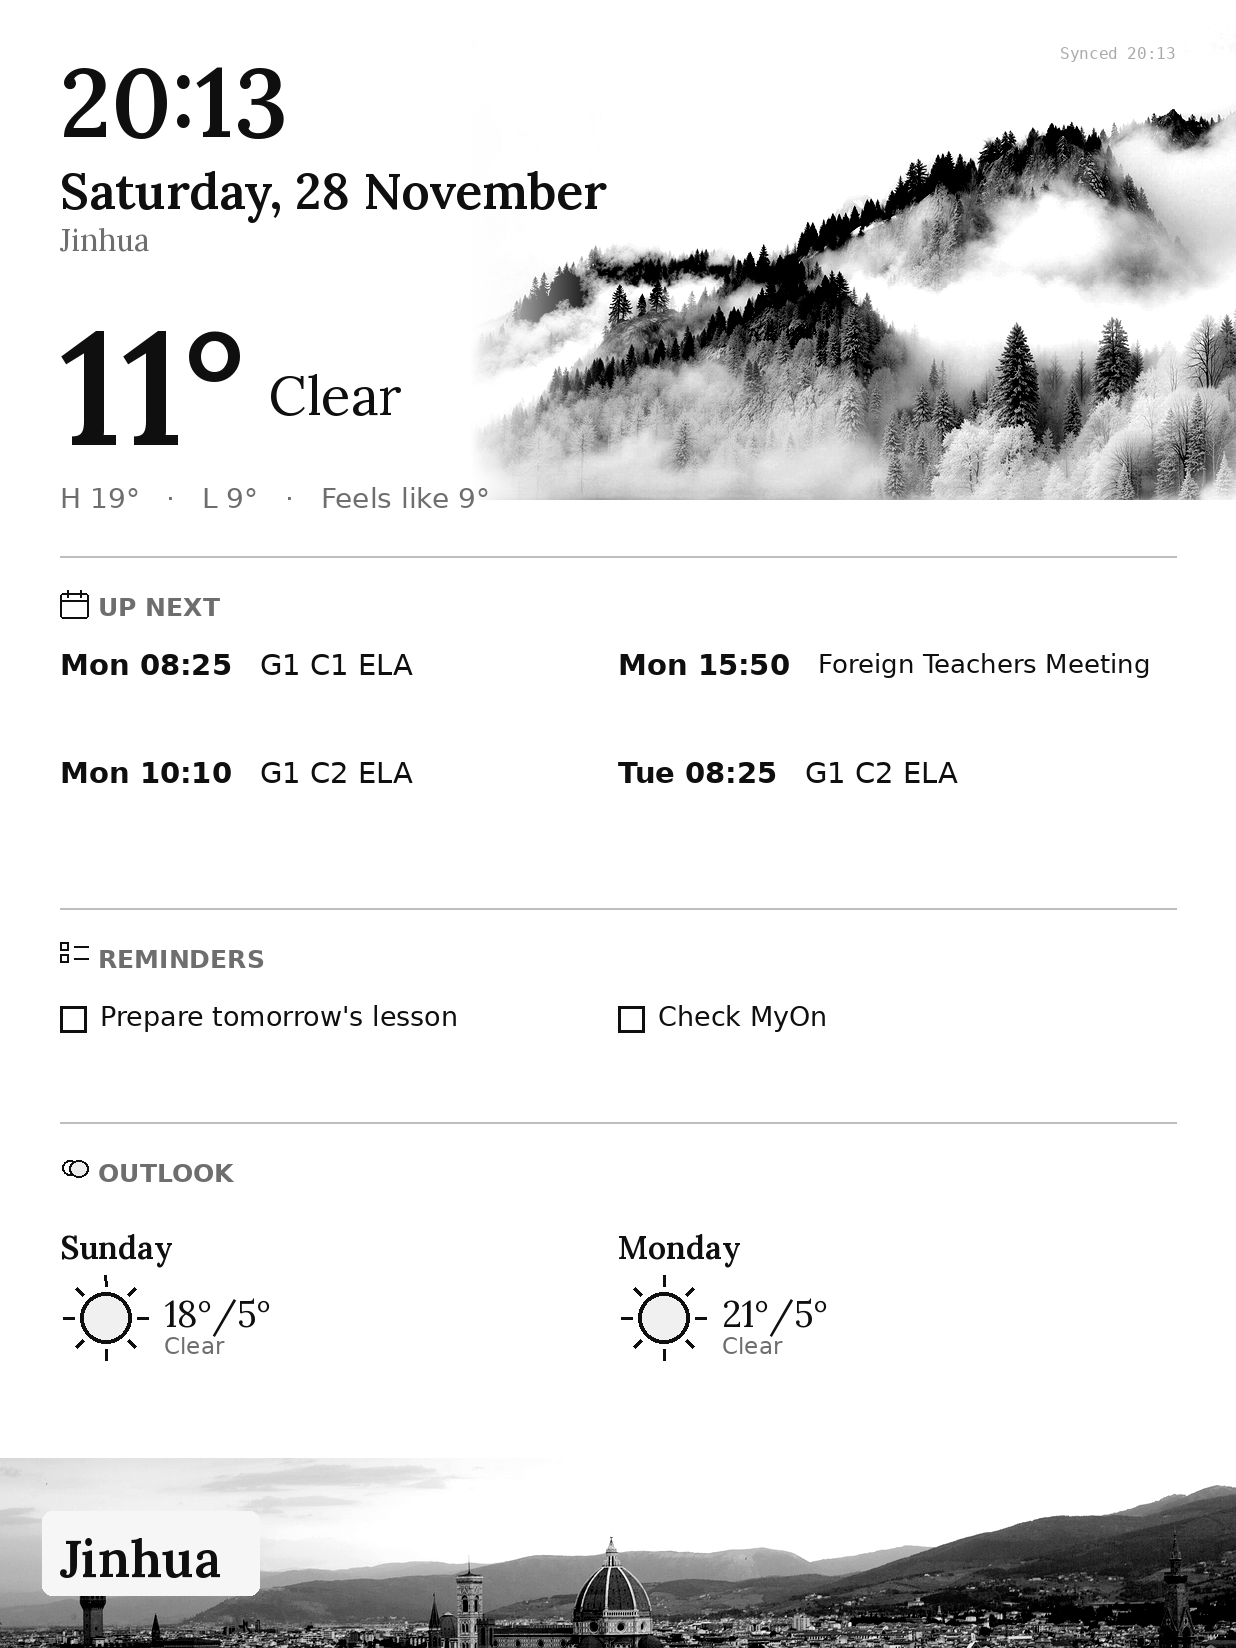 Synced 20:13
20:13
Saturday, 28 November
Jinhua
11° Clear
H 19° · L 9° · Feels like 9°
UP NEXT
Mon 08:25 G1 C1 ELA
Mon 15:50 Foreign Teachers Meeting
Mon 10:10 G1 C2 ELA
Tue 08:25 G1 C2 ELA
REMINDERS
Prepare tomorrow's lesson
Check MyOn
OUTLOOK
Sunday
18°/5°
Clear
Monday
21°/5°
Clear
Jinhua